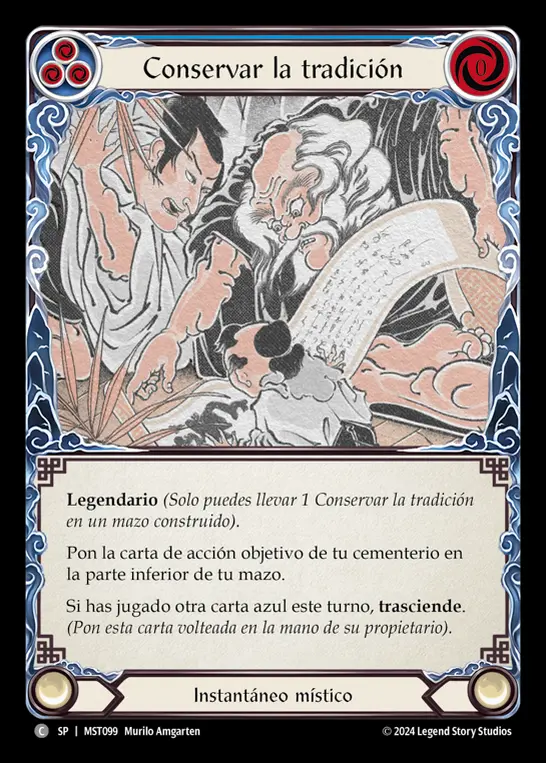 Conservar la tradición
0
Legendario (Solo puedes llevar 1 Conservar la tradición
en un mazo construido).
Pon la carta de acción objetivo de tu cementerio en
la parte inferior de tu mazo.
Si has jugado otra carta azul este turno, trasciende.
(Pon esta carta volteada en la mano de su propietario).
Instantáneo místico
C SP | MST099 Murilo Amgarten
© 2024 Legend Story Studios